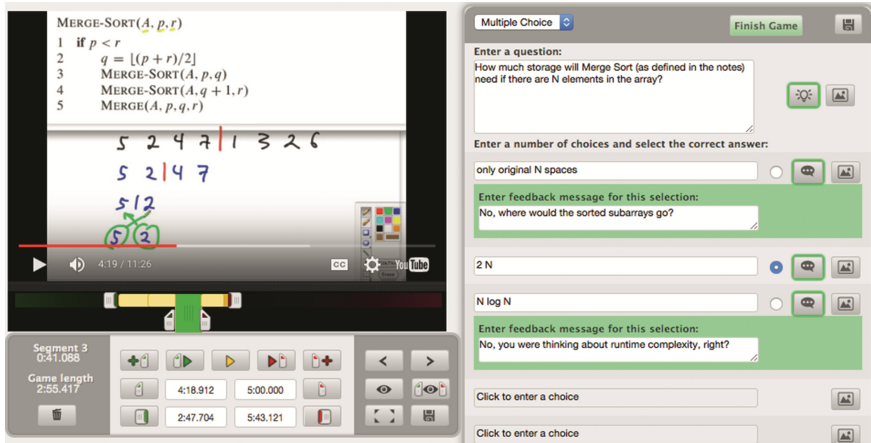 MERGE-SORT(A, p, r)
1 if p < r
2 q = ⌊(p + r)/2⌋
3 MERGE-SORT(A, p, q)
4 MERGE-SORT(A, q + 1, r)
5 MERGE(A, p, q, r)
5 2 4 7 | 1 3 2 6
5 2 | 4 7
5 | 2
5 2
4:19 / 11:26
CC
YouTube
Segment 3
0:41.088
Game length
2:55.417
4:18.912
5:00.000
2:47.704
5:43.121
Multiple Choice
Finish Game
Enter a question:
How much storage will Merge Sort (as defined in the notes)
need if there are N elements in the array?
Enter a number of choices and select the correct answer:
only original N spaces
Enter feedback message for this selection:
No, where would the sorted subarrays go?
2 N
N log N
Enter feedback message for this selection:
No, you were thinking about runtime complexity, right?
Click to enter a choice
Click to enter a choice